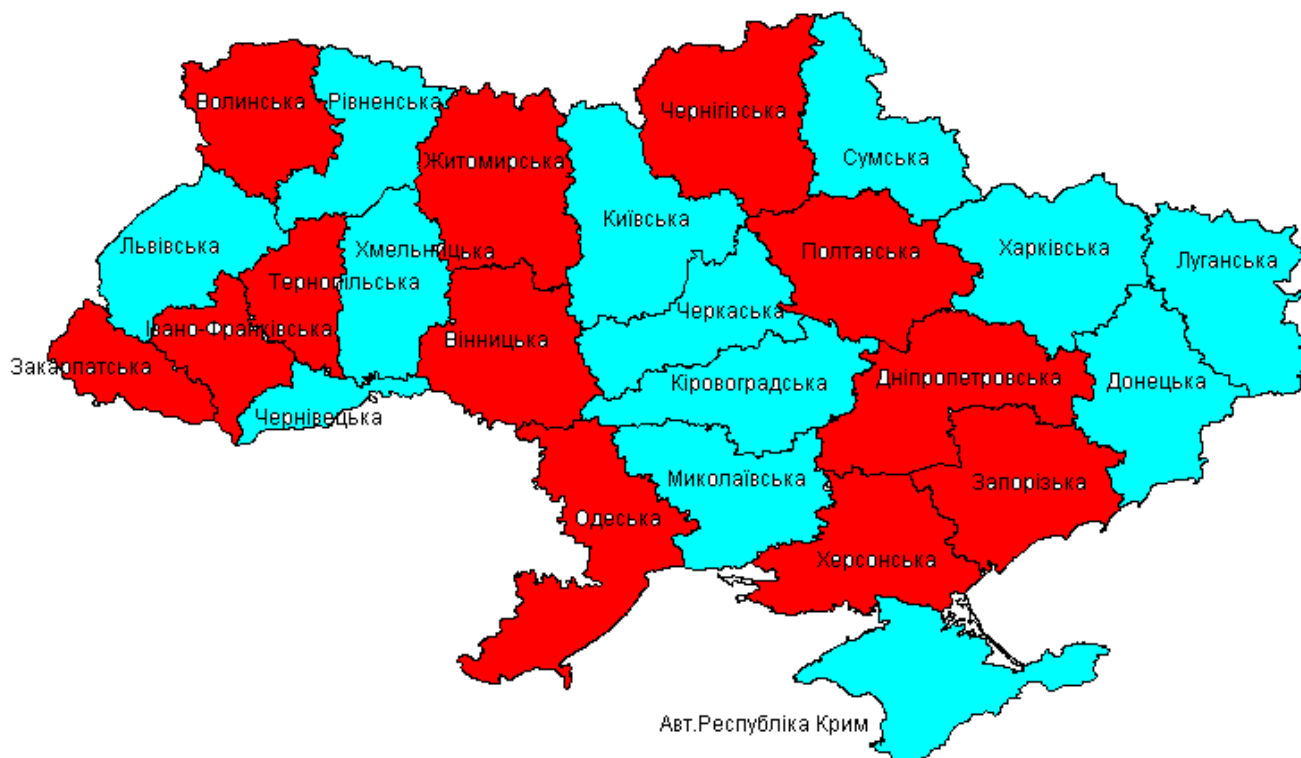 Волинська
Рівненська
Чернігівська
Сумська
Житомирська
Київська
Львівська
Хмельницька
Тернопільська
Полтавська
Харківська
Луганська
Черкаська
Івано-Франківська
Вінницька
Закарпатська
Чернівецька
Кіровоградська
Дніпропетровська
Донецька
Миколаївська
Запорізька
Одеська
Херсонська
Авт.Республіка Крим